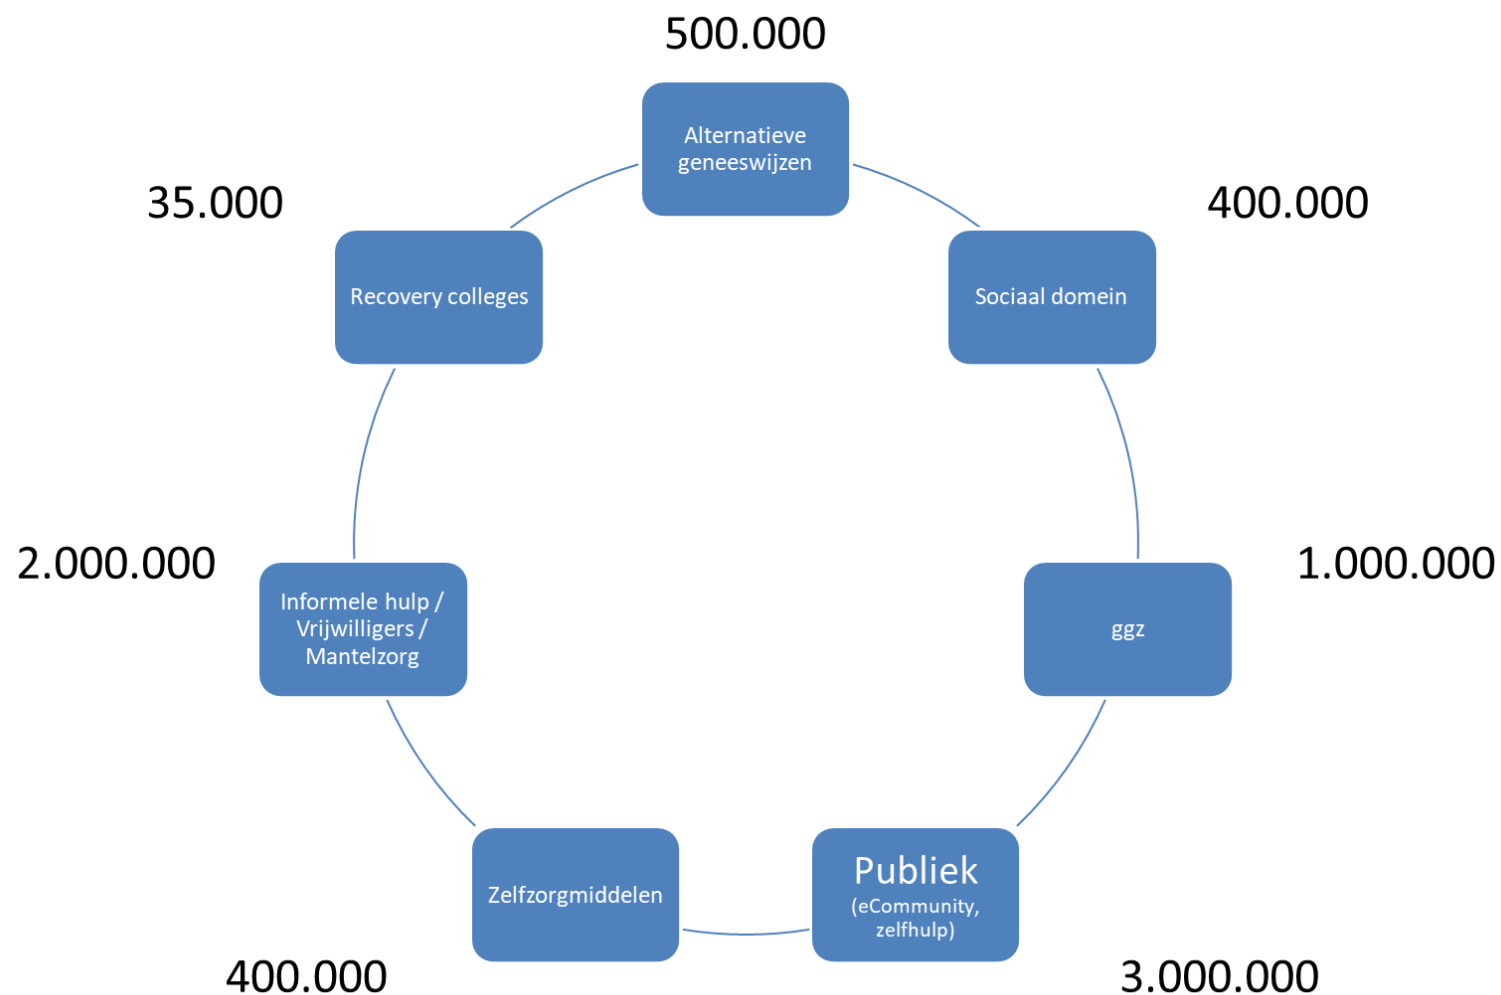 500.000
Alternatieve
geneeswijzen
400.000
Sociaal domein
1.000.000
ggz
3.000.000
Publiek
(eCommunity,
zelfhulp)
400.000
Zelfzorgmiddelen
2.000.000
Informele hulp /
Vrijwilligers /
Mantelzorg
35.000
Recovery colleges